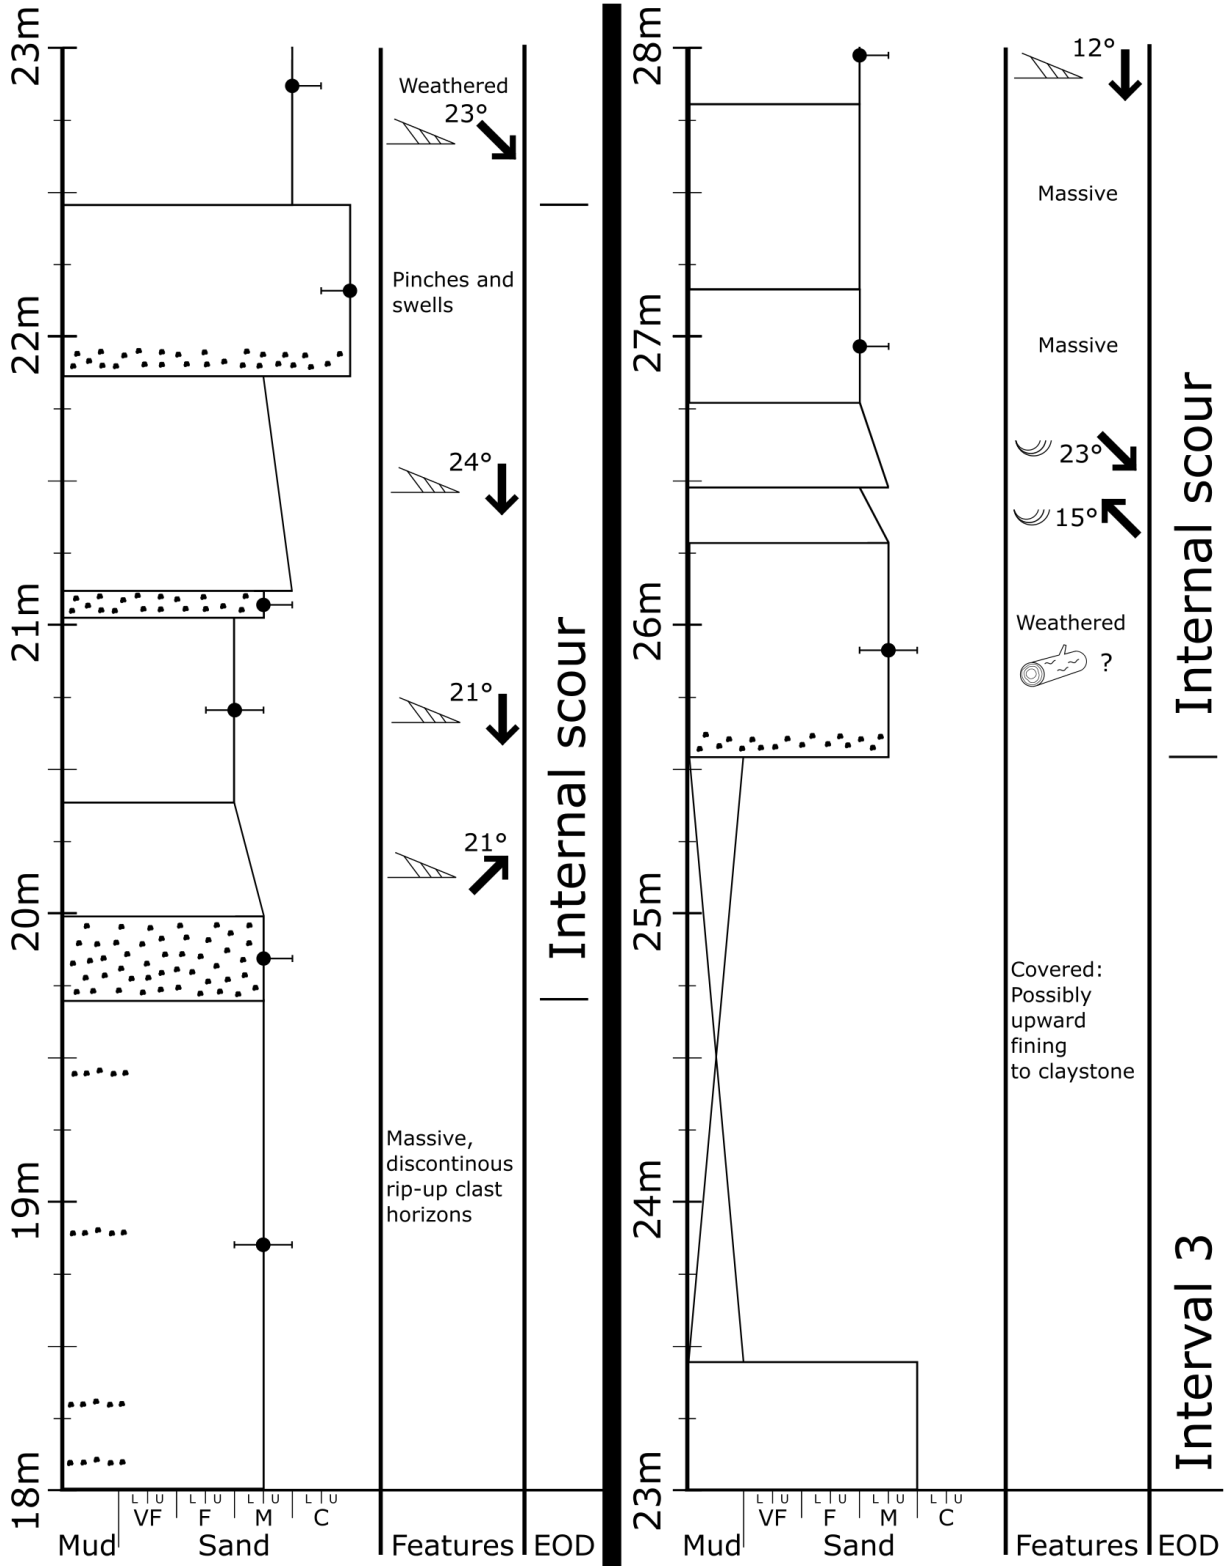 23m
22m
21m
20m
19m
18m
Weathered
23°
Pinches and
swells
24°
21°
21°
Massive,
discontinous
rip-up clast
horizons
Internal scour
L U L U L U L U
VF F M C
Mud Sand Features EOD
28m
27m
26m
25m
24m
23m
12°
Massive
Massive
23°
15°
Weathered
?
Covered:
Possibly
upward
fining
to claystone
Internal scour
Interval 3
L U L U L U L U
VF F M C
Mud Sand Features EOD